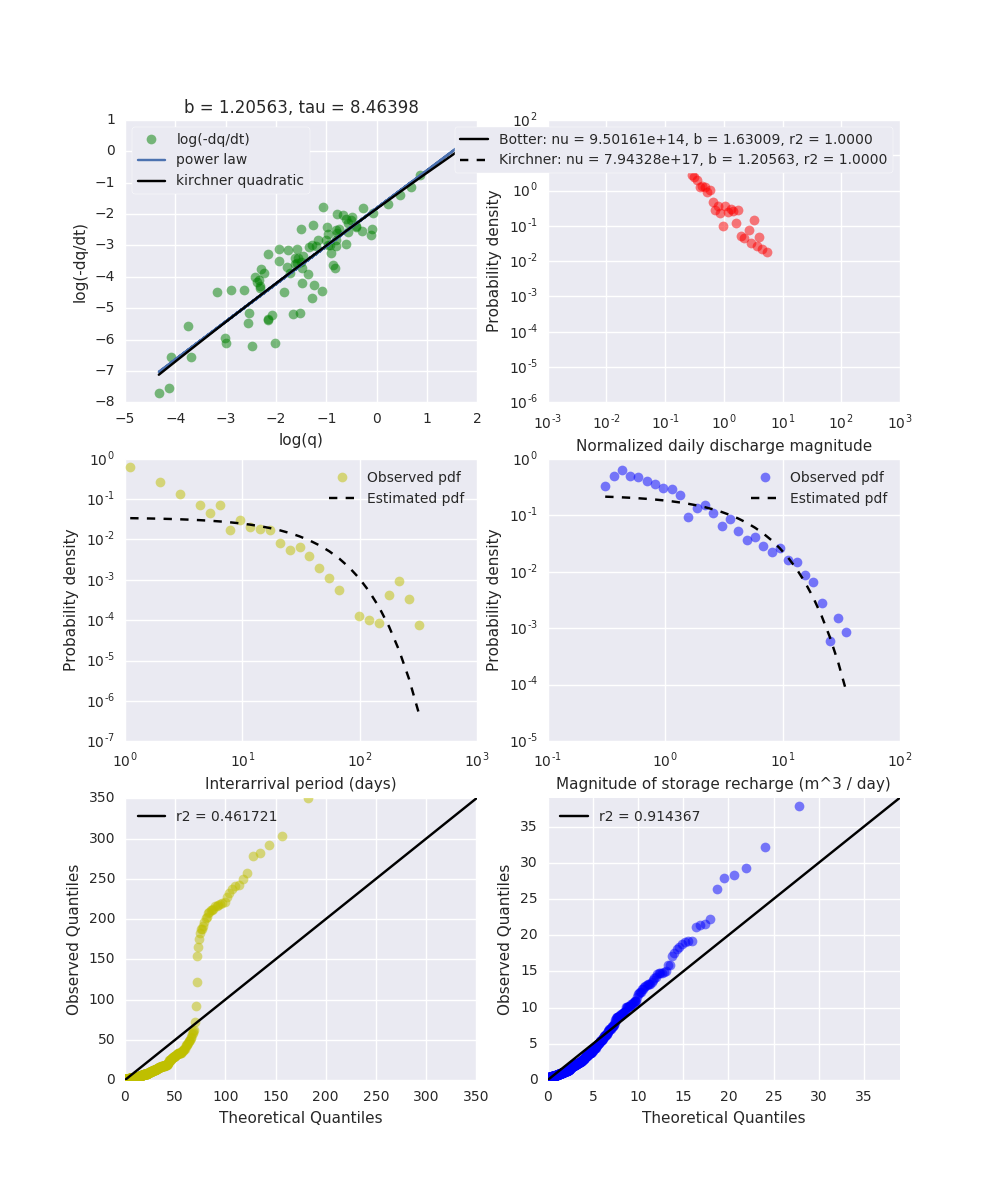 b = 1.20563, tau = 8.46398
1
0
−1
−2
−3
−4
−5
−6
−7
−8
log(-dq/dt)
log(-dq/dt)
power law
kirchner quadratic
−5 −4 −3 −2 −1 0 1 2
log(q)
10^2
10^0
10^-1
10^-2
10^-3
10^-4
10^-5
10^-6
Probability density
Botter: nu = 9.50161e+14, b = 1.63009, r2 = 1.0000
Kirchner: nu = 7.94328e+17, b = 1.20563, r2 = 1.0000
10^-3 10^-2 10^-1 10^0 10^1 10^2 10^3
Normalized daily discharge magnitude
10^0
10^-1
10^-2
10^-3
10^-4
10^-5
10^-6
10^-7
Probability density
Observed pdf
Estimated pdf
10^0 10^1 10^2 10^3
Interarrival period (days)
10^0
10^-1
10^-2
10^-3
10^-4
10^-5
Probability density
Observed pdf
Estimated pdf
10^-1 10^0 10^1 10^2
Magnitude of storage recharge (m^3 / day)
350
300
250
200
150
100
50
0
Observed Quantiles
r2 = 0.461721
0 50 100 150 200 250 300 350
Theoretical Quantiles
35
30
25
20
15
10
5
0
Observed Quantiles
r2 = 0.914367
0 5 10 15 20 25 30 35
Theoretical Quantiles